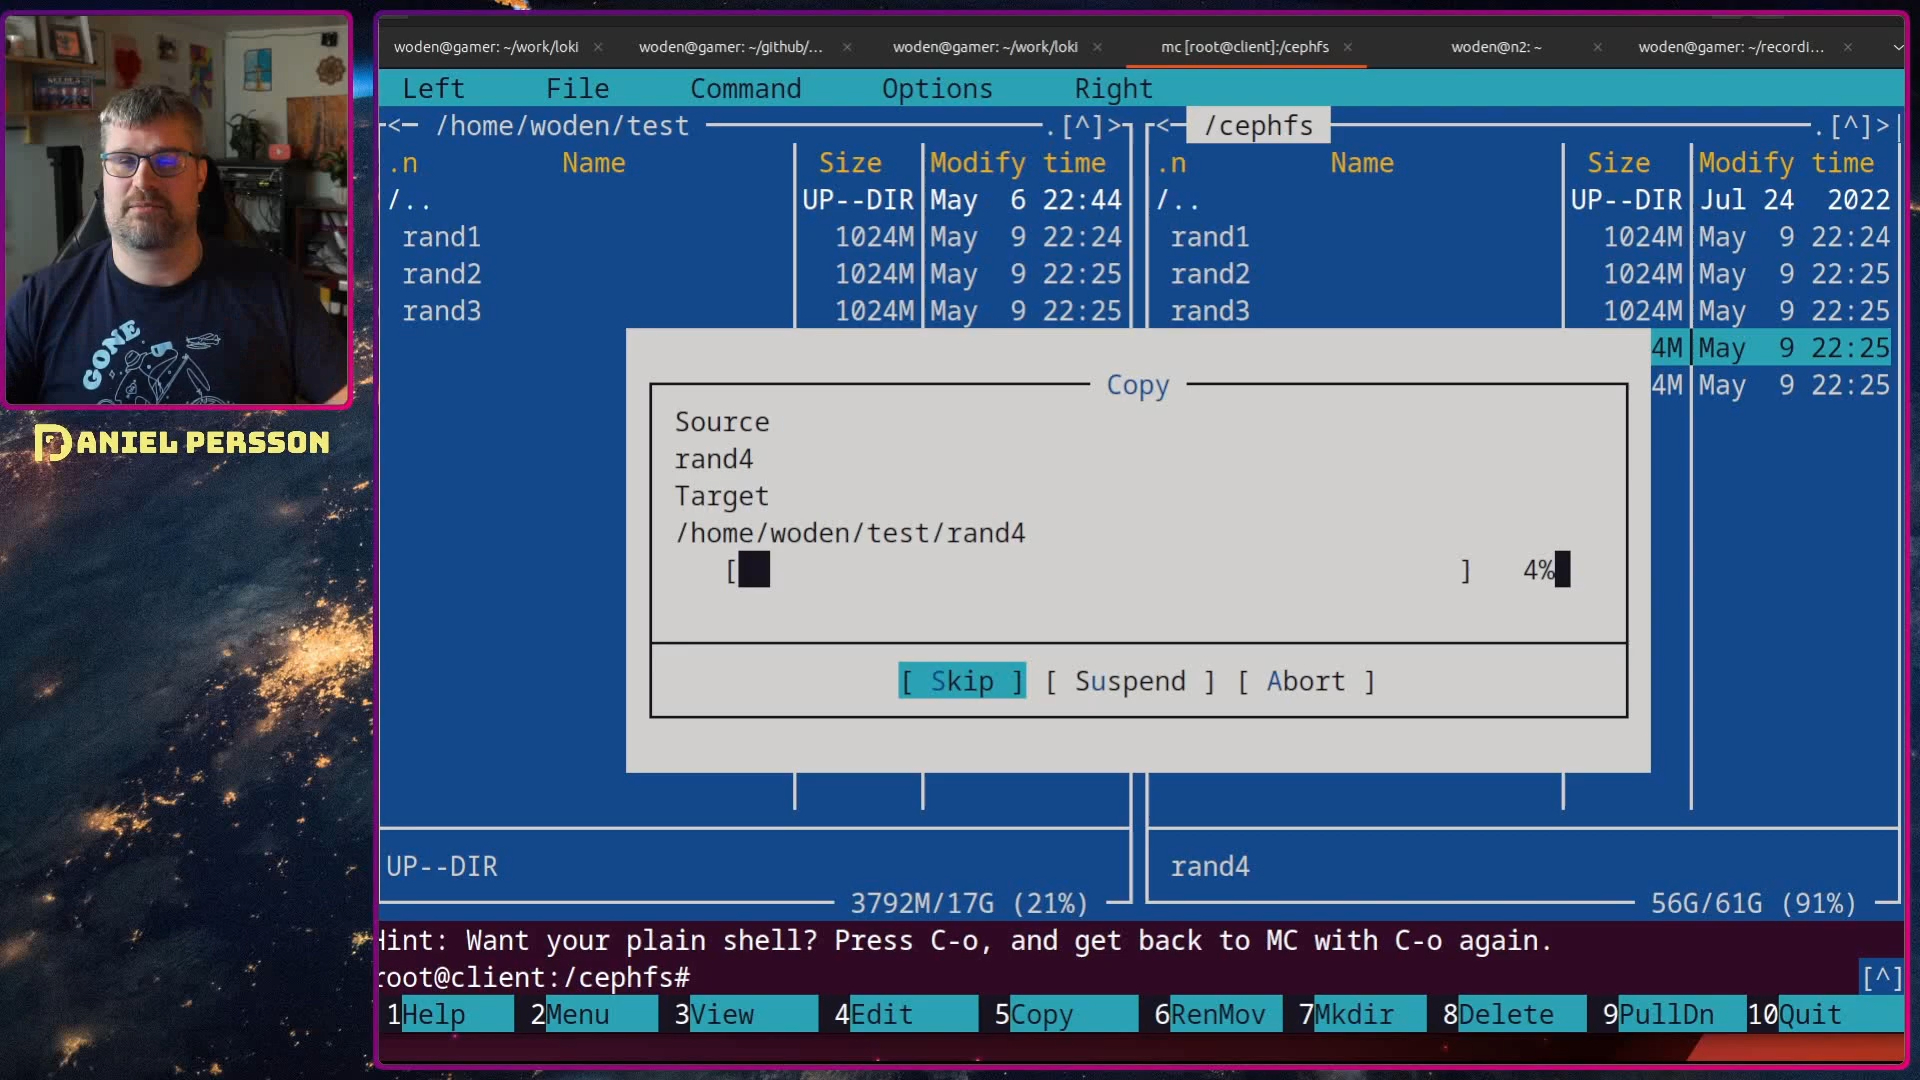 woden@gamer: ~/work/loki × woden@gamer: ~/github/... × woden@gamer: ~/work/loki × mc [root@client]:/cephfs × woden@n2: ~ × woden@gamer: ~/recordi... ×
Left File Command Options Right
<─ /home/woden/test .[^]> <─ /cephfs .[^]>
.n Name Size Modify time .n Name Size Modify time
/.. UP--DIR May 6 22:44 /.. UP--DIR Jul 24 2022
rand1 1024M May 9 22:24 rand1 1024M May 9 22:24
rand2 1024M May 9 22:25 rand2 1024M May 9 22:25
rand3 1024M May 9 22:25 rand3 1024M May 9 22:25
4M May 9 22:25
4M May 9 22:25
Copy
Source
rand4
Target
/home/woden/test/rand4
[ ] 4%
[ Skip ] [ Suspend ] [ Abort ]
UP--DIR rand4
3792M/17G (21%) 56G/61G (91%)
Hint: Want your plain shell? Press C-o, and get back to MC with C-o again.
root@client:/cephfs# [^]
1Help 2Menu 3View 4Edit 5Copy 6RenMov 7Mkdir 8Delete 9PullDn 10Quit
GONE
DANIEL PERSSON